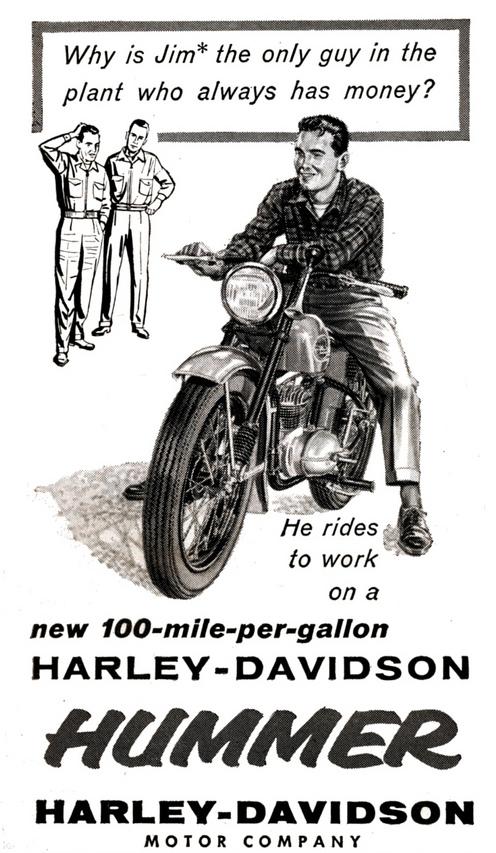 Why is Jim* the only guy in the
plant who always has money?
He rides
to work
on a
new 100-mile-per-gallon
HARLEY-DAVIDSON
HUMMER
HARLEY-DAVIDSON
MOTOR COMPANY